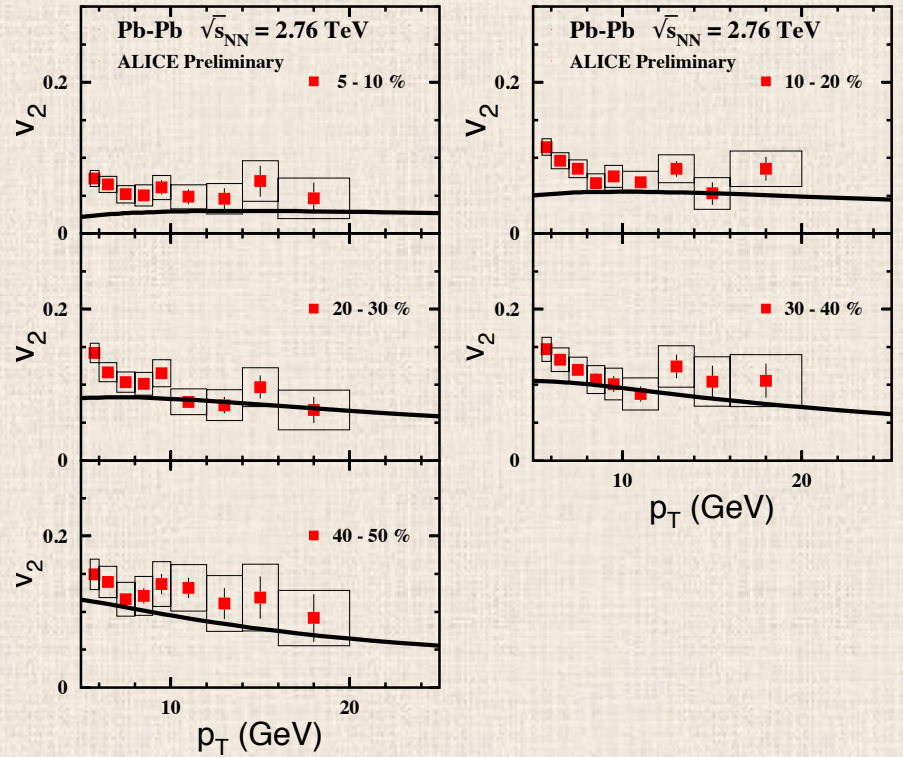 Pb-Pb √s̅NN = 2.76 TeV
ALICE Preliminary
5 - 10 %
0.2
v2
0
20 - 30 %
0.2
v2
0
40 - 50 %
0.2
v2
0
10 20
pT (GeV)
Pb-Pb √s̅NN = 2.76 TeV
ALICE Preliminary
10 - 20 %
0.2
v2
0
30 - 40 %
0.2
v2
0
10 20
pT (GeV)